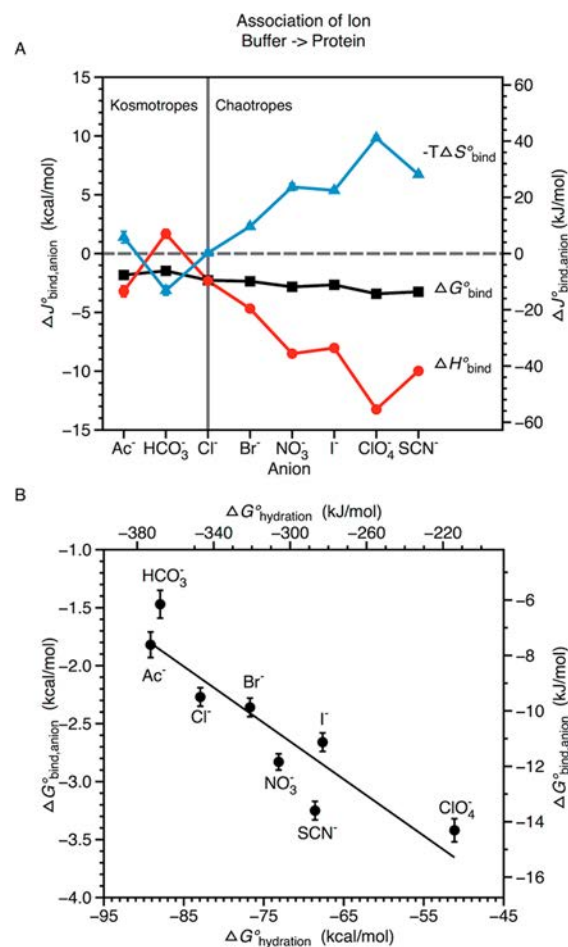 Association of Ion
Buffer -> Protein
A
15
10
5
0
−5
−10
−15
60
40
20
0
−20
−40
−60
Kosmotropes
Chaotropes
-TΔS°bind
ΔG°bind
ΔH°bind
ΔJ°bind,anion (kcal/mol)
ΔJ°bind,anion (kJ/mol)
Ac⁻ HCO₃⁻ Cl⁻ Br⁻ NO₃⁻ I⁻ ClO₄⁻ SCN⁻
Anion
B
ΔG°hydration (kJ/mol)
−380 −360 −340 −320 −300 −280 −260 −240 −220 −200
−1.0
−1.5
−2.0
−2.5
−3.0
−3.5
−4.0
−6
−8
−10
−12
−14
−16
HCO₃⁻
Ac⁻
Cl⁻
Br⁻
NO₃⁻
I⁻
SCN⁻
ClO₄⁻
ΔG°bind,anion (kcal/mol)
ΔG°bind,anion (kJ/mol)
−95 −85 −75 −65 −55 −45
ΔG°hydration (kcal/mol)